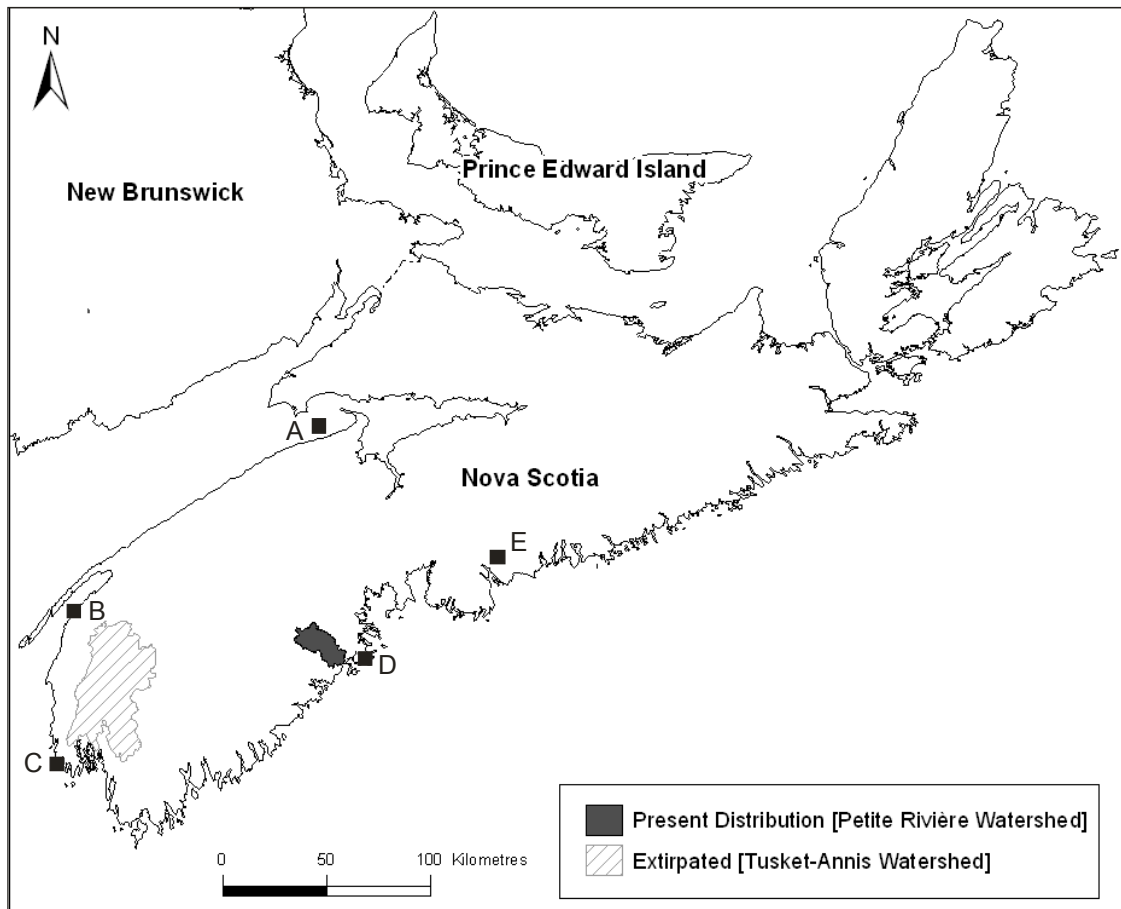 N
New Brunswick
Prince Edward Island
A
Nova Scotia
E
B
D
C
0 50 100 Kilometres
Present Distribution [Petite Rivière Watershed]
Extirpated [Tusket-Annis Watershed]